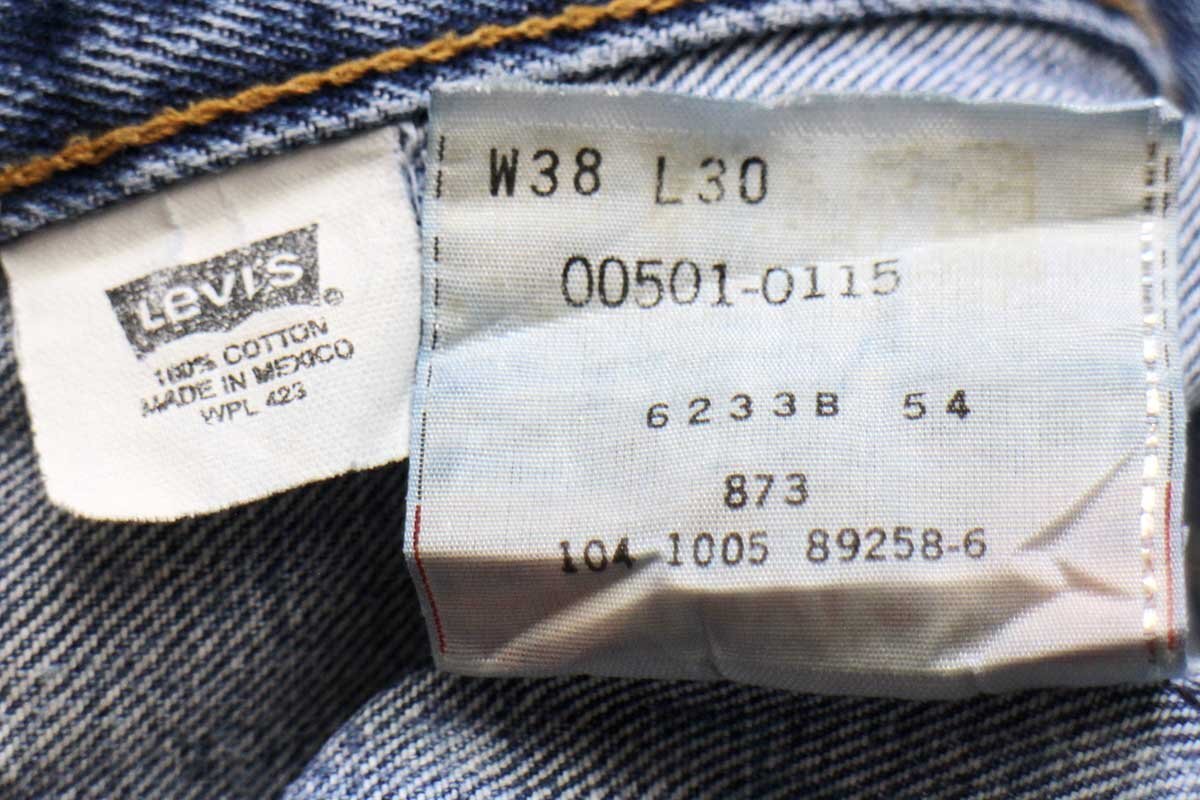 LEVI'S ®
100% COTTON
MADE IN MEXICO
WPL 423
W38 L30
00501-0115
6233B 54
873
104 1005 89258-6